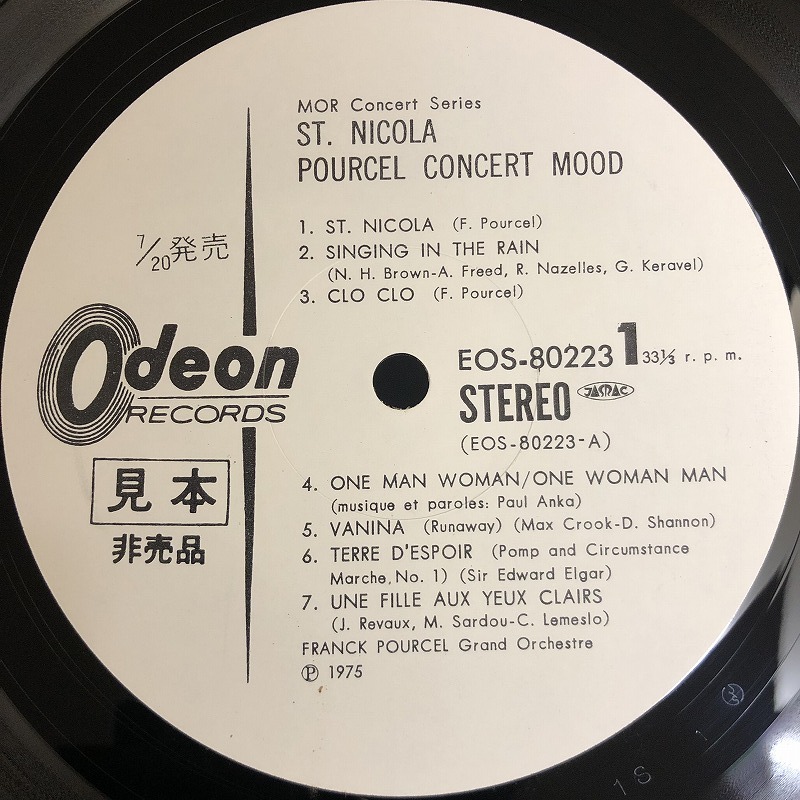 MOR Concert Series
ST. NICOLA
POURCEL CONCERT MOOD
1. ST. NICOLA (F. Pourcel)
2. SINGING IN THE RAIN
(N. H. Brown-A. Freed, R. Nazelles, G. Keravel)
3. CLO CLO (F. Pourcel)
7/20発売
Odeon
RECORDS
EOS-80223 1 33⅓ r. p. m.
STEREO JASRAC
(EOS-80223-A)
見本
非売品
4. ONE MAN WOMAN/ONE WOMAN MAN
(musique et paroles: Paul Anka)
5. VANINA (Runaway) (Max Crook-D. Shannon)
6. TERRE D'ESPOIR (Pomp and Circumstance
Marche, No. 1) (Sir Edward Elgar)
7. UNE FILLE AUX YEUX CLAIRS
(J. Revaux, M. Sardou-C. Lemeslo)
FRANCK POURCEL Grand Orchestre
Ⓟ 1975
1S 1